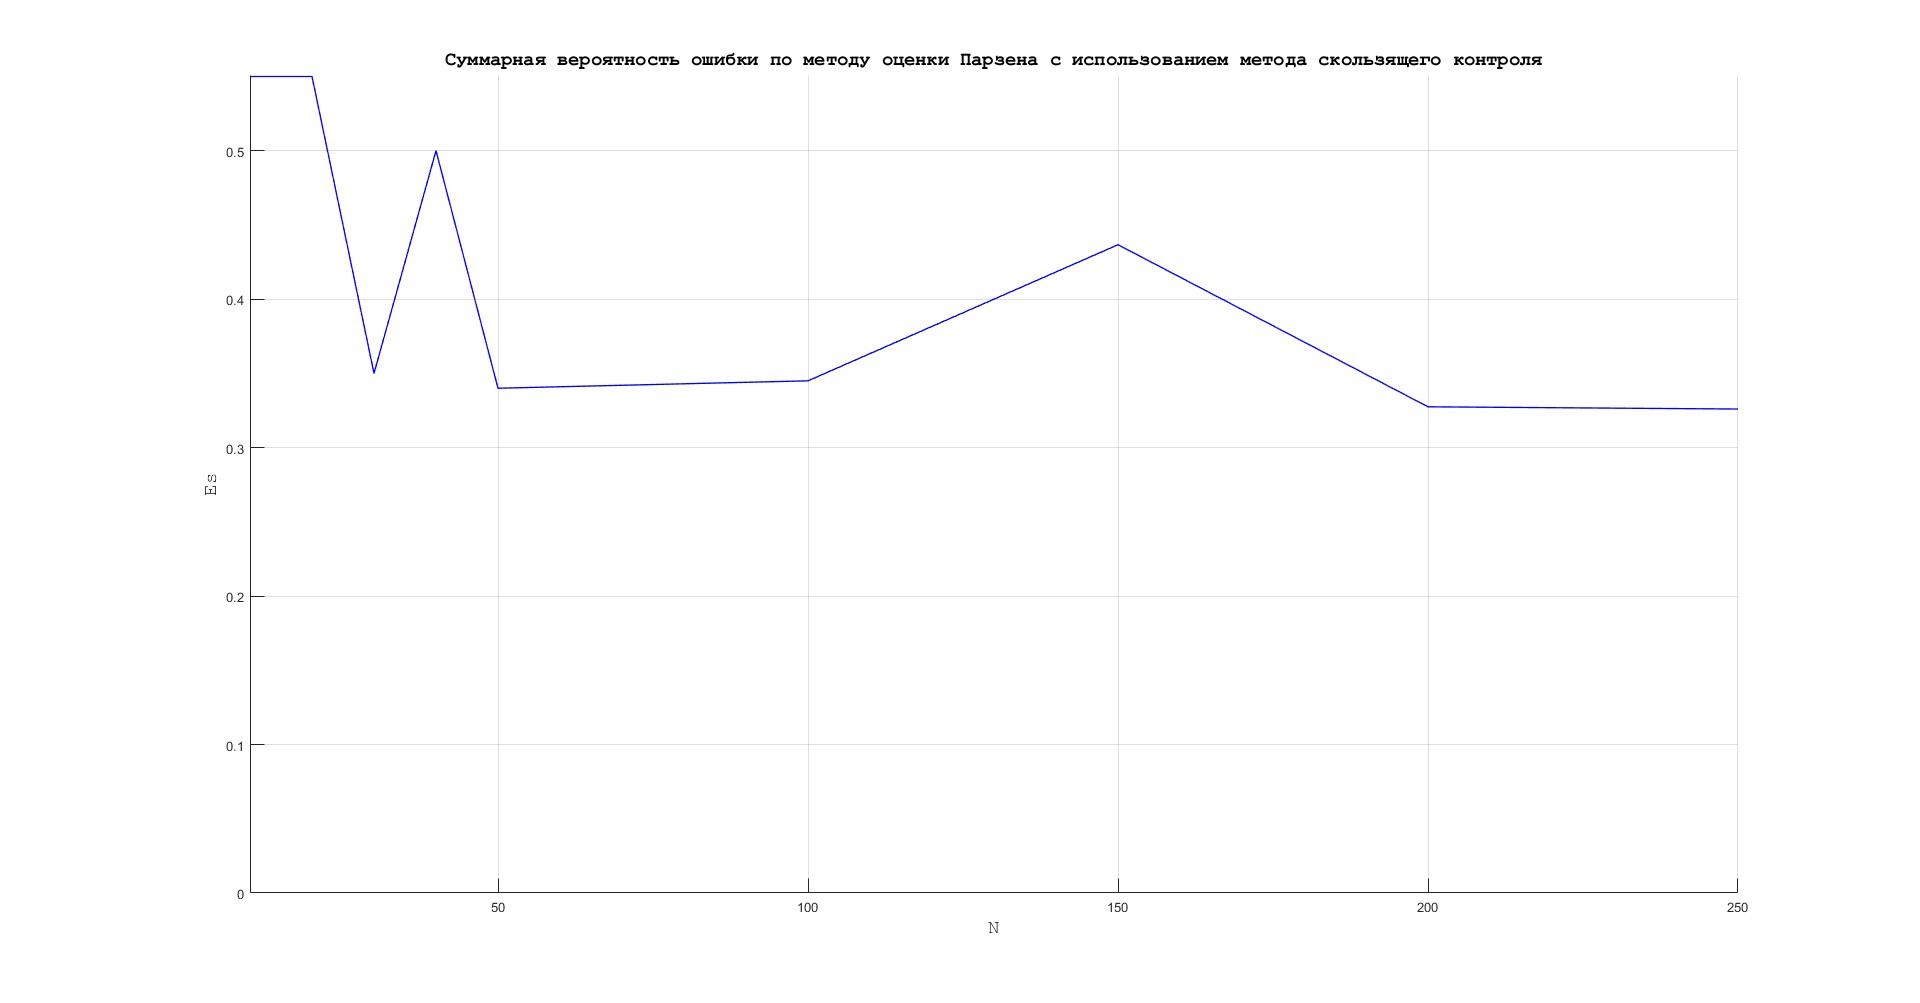 Суммарная вероятность ошибки по методу оценки Парзена с использованием метода скользящего контроля
0.5
0.4
0.3
Es
0.2
0.1
0
50 100 150 200 250
N